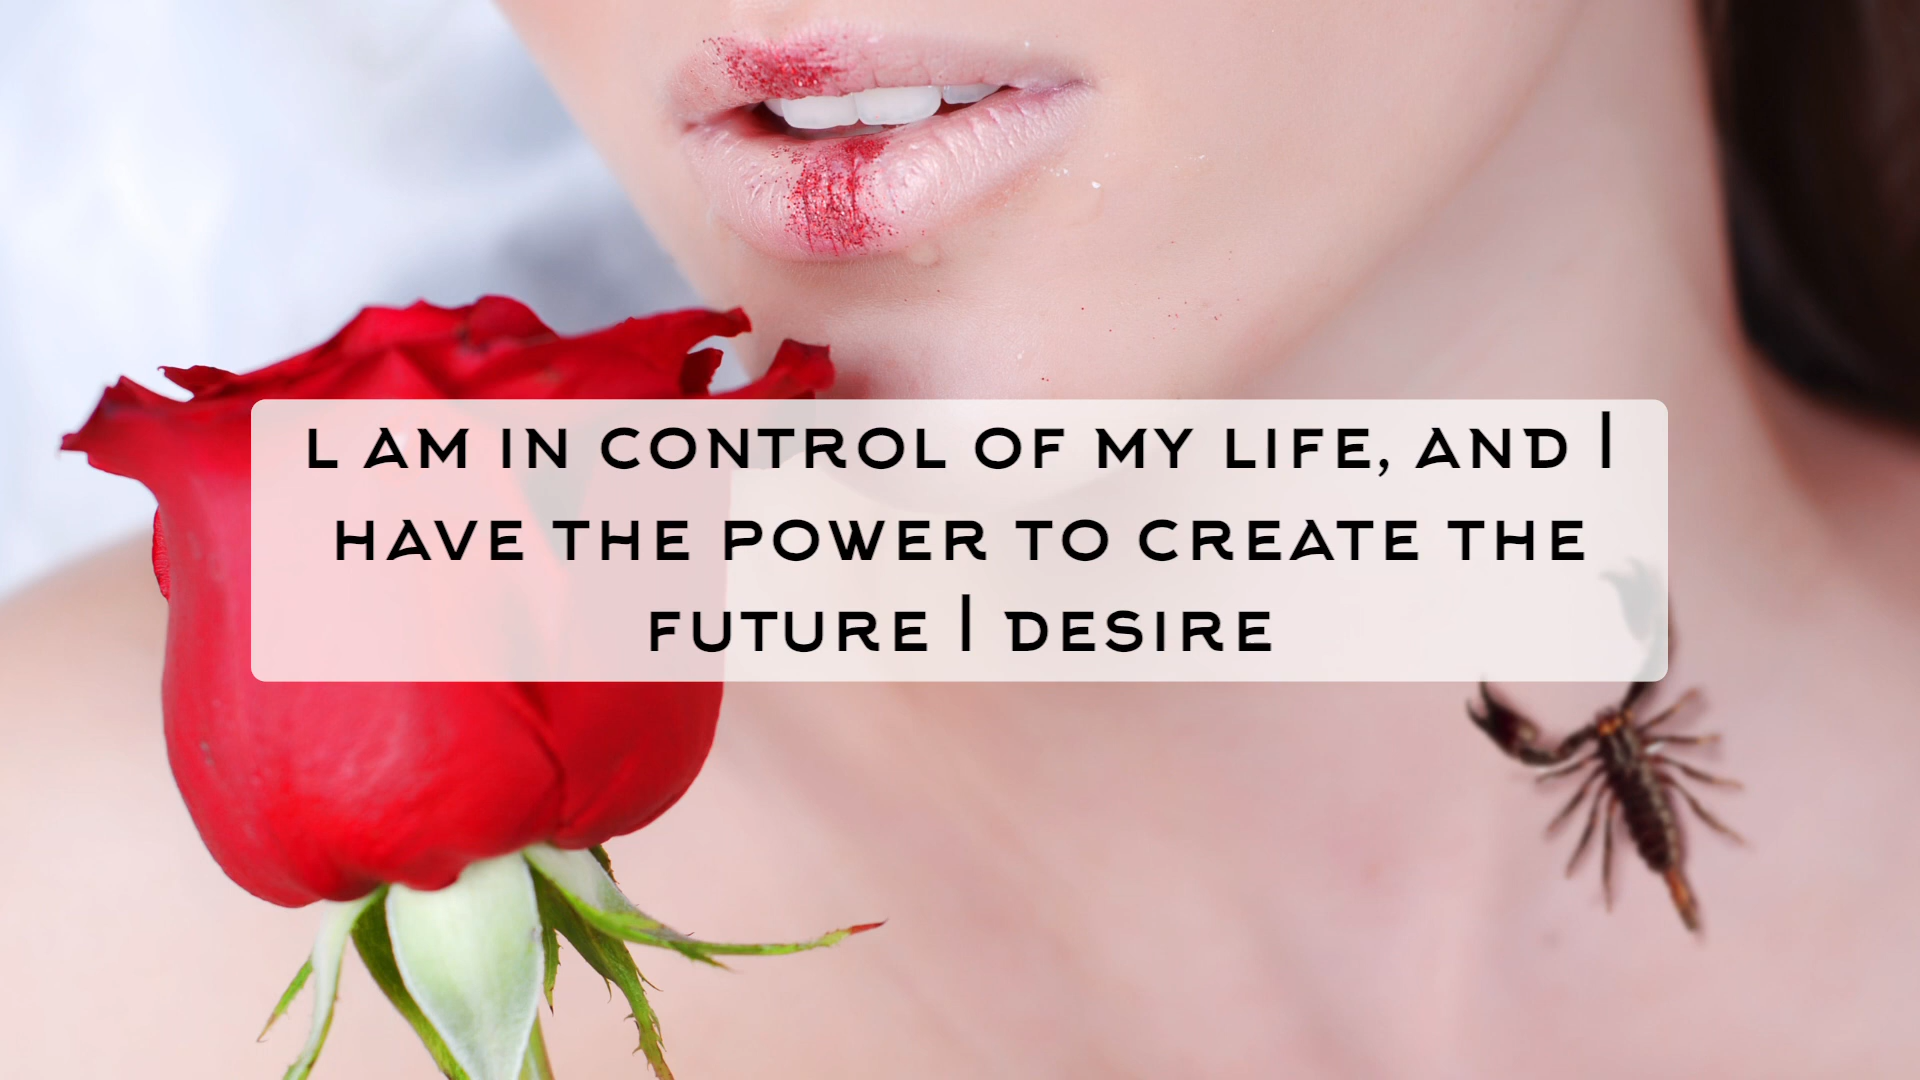 L AM IN CONTROL OF MY LIFE, AND I
HAVE THE POWER TO CREATE THE
FUTURE I DESIRE